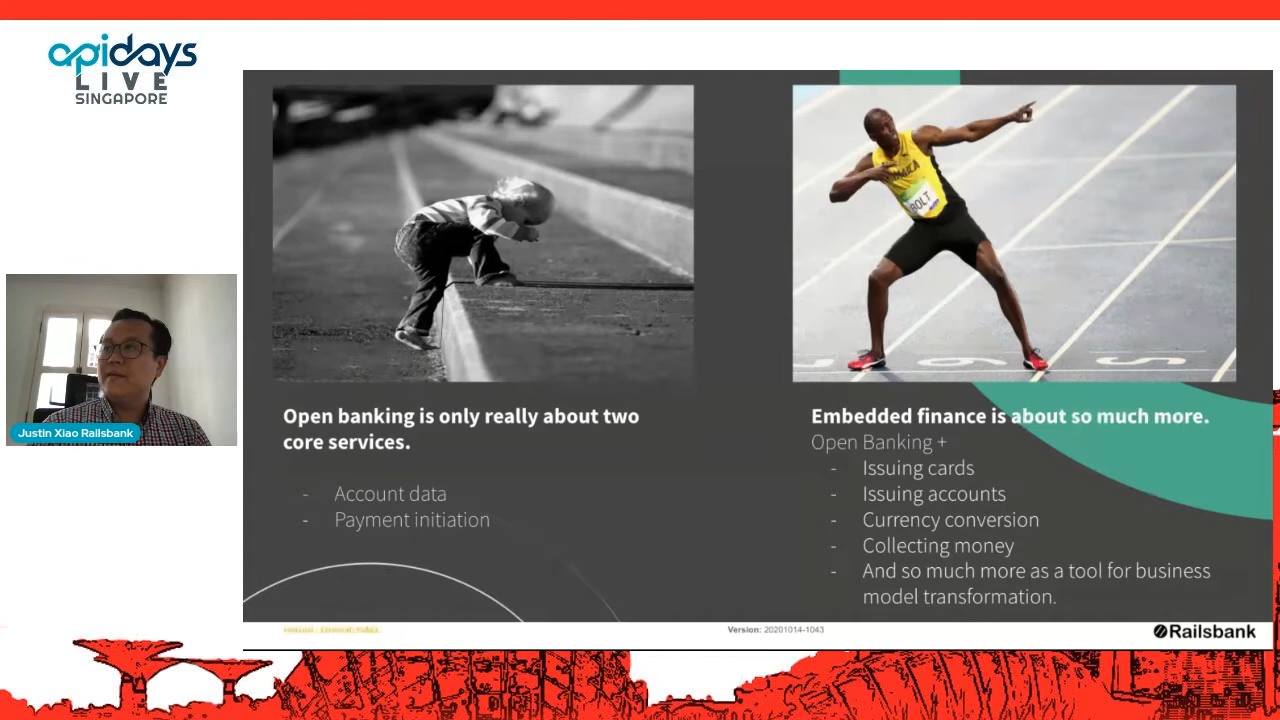 apidays
LIVE
SINGAPORE
JAMAICA
BOLT
Justin Xiao Railsbank
Open banking is only really about two
core services.
- Account data
- Payment initiation
Embedded finance is about so much more.
Open Banking +
- Issuing cards
- Issuing accounts
- Currency conversion
- Collecting money
- And so much more as a tool for business
model transformation.
Version: 20201014-1043
Railsbank